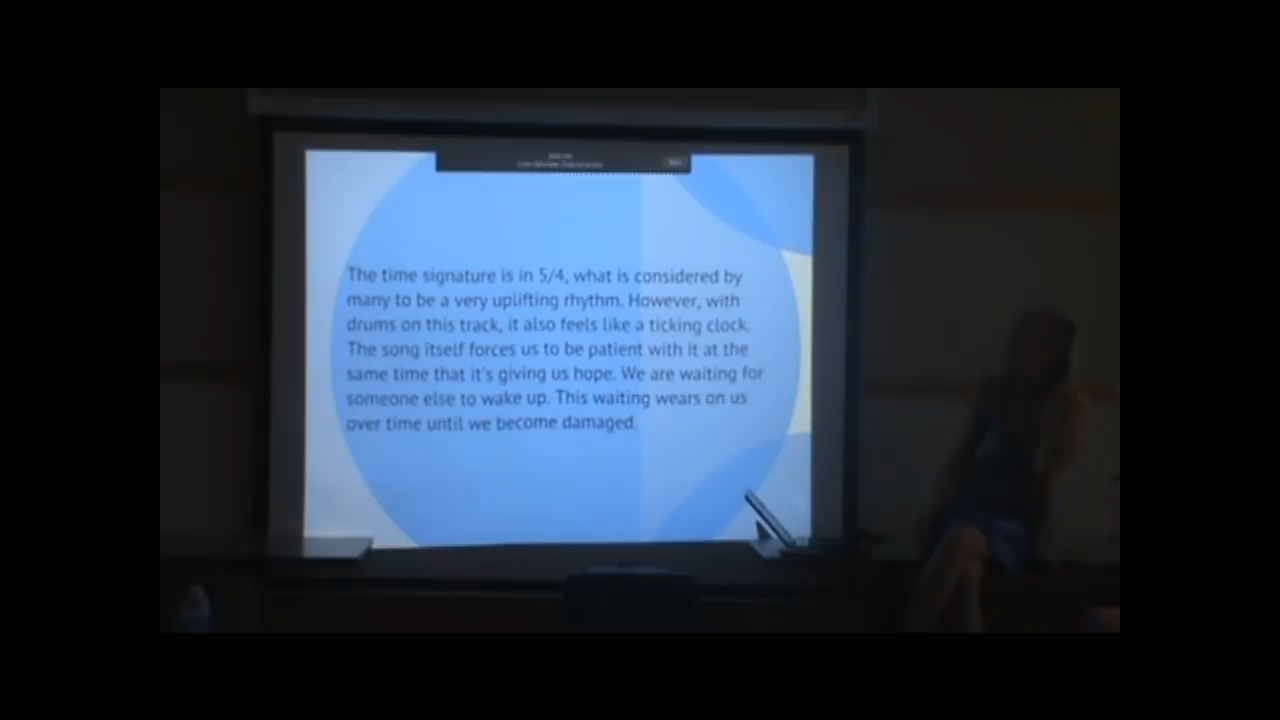 The time signature is in 5/4, what is considered by
many to be a very uplifting rhythm. However, with
drums on this track, it also feels like a ticking clock.
The song itself forces us to be patient with it at the
same time that it's giving us hope. We are waiting for
someone else to wake up. This waiting wears on us
over time until we become damaged.